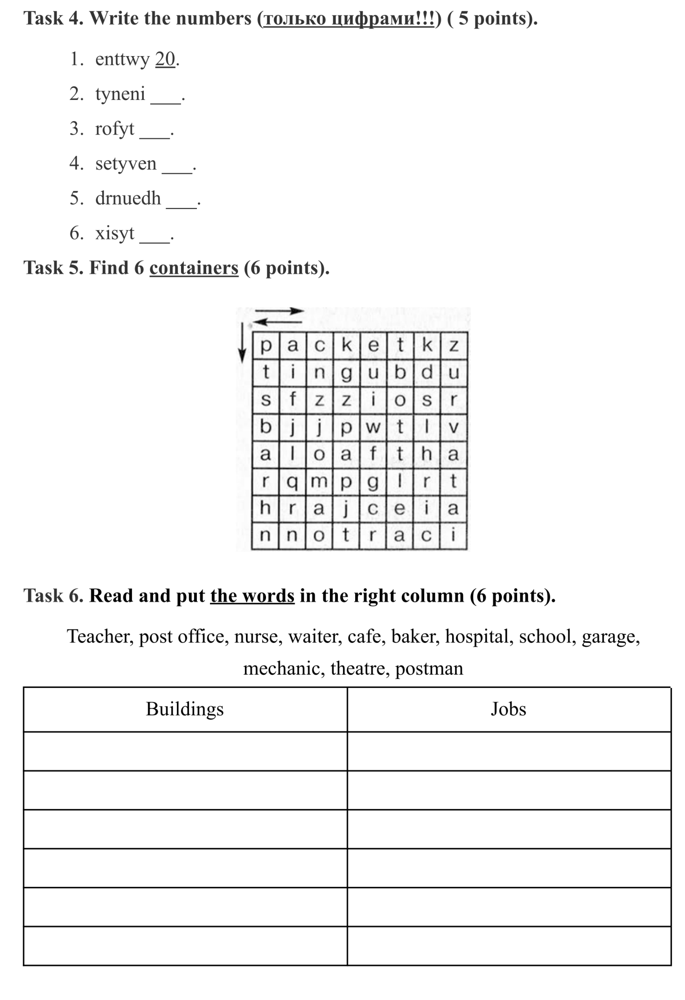 Task 4. Write the numbers (только цифрами!!!) ( 5 points).
1. enttwy 20.
2. tyneni ___.
3. rofyt ___.
4. setyven ___.
5. drnuedh ___.
6. xisyt ___.
Task 5. Find 6 containers (6 points).
p a c k e t k z
t i n g u b d u
s f z z i o s r
b j j p w t l v
a l o a f t h a
r q m p g l r t
h r a j c e i a
n n o t r a c i
Task 6. Read and put the words in the right column (6 points).
Teacher, post office, nurse, waiter, cafe, baker, hospital, school, garage,
mechanic, theatre, postman
Buildings Jobs